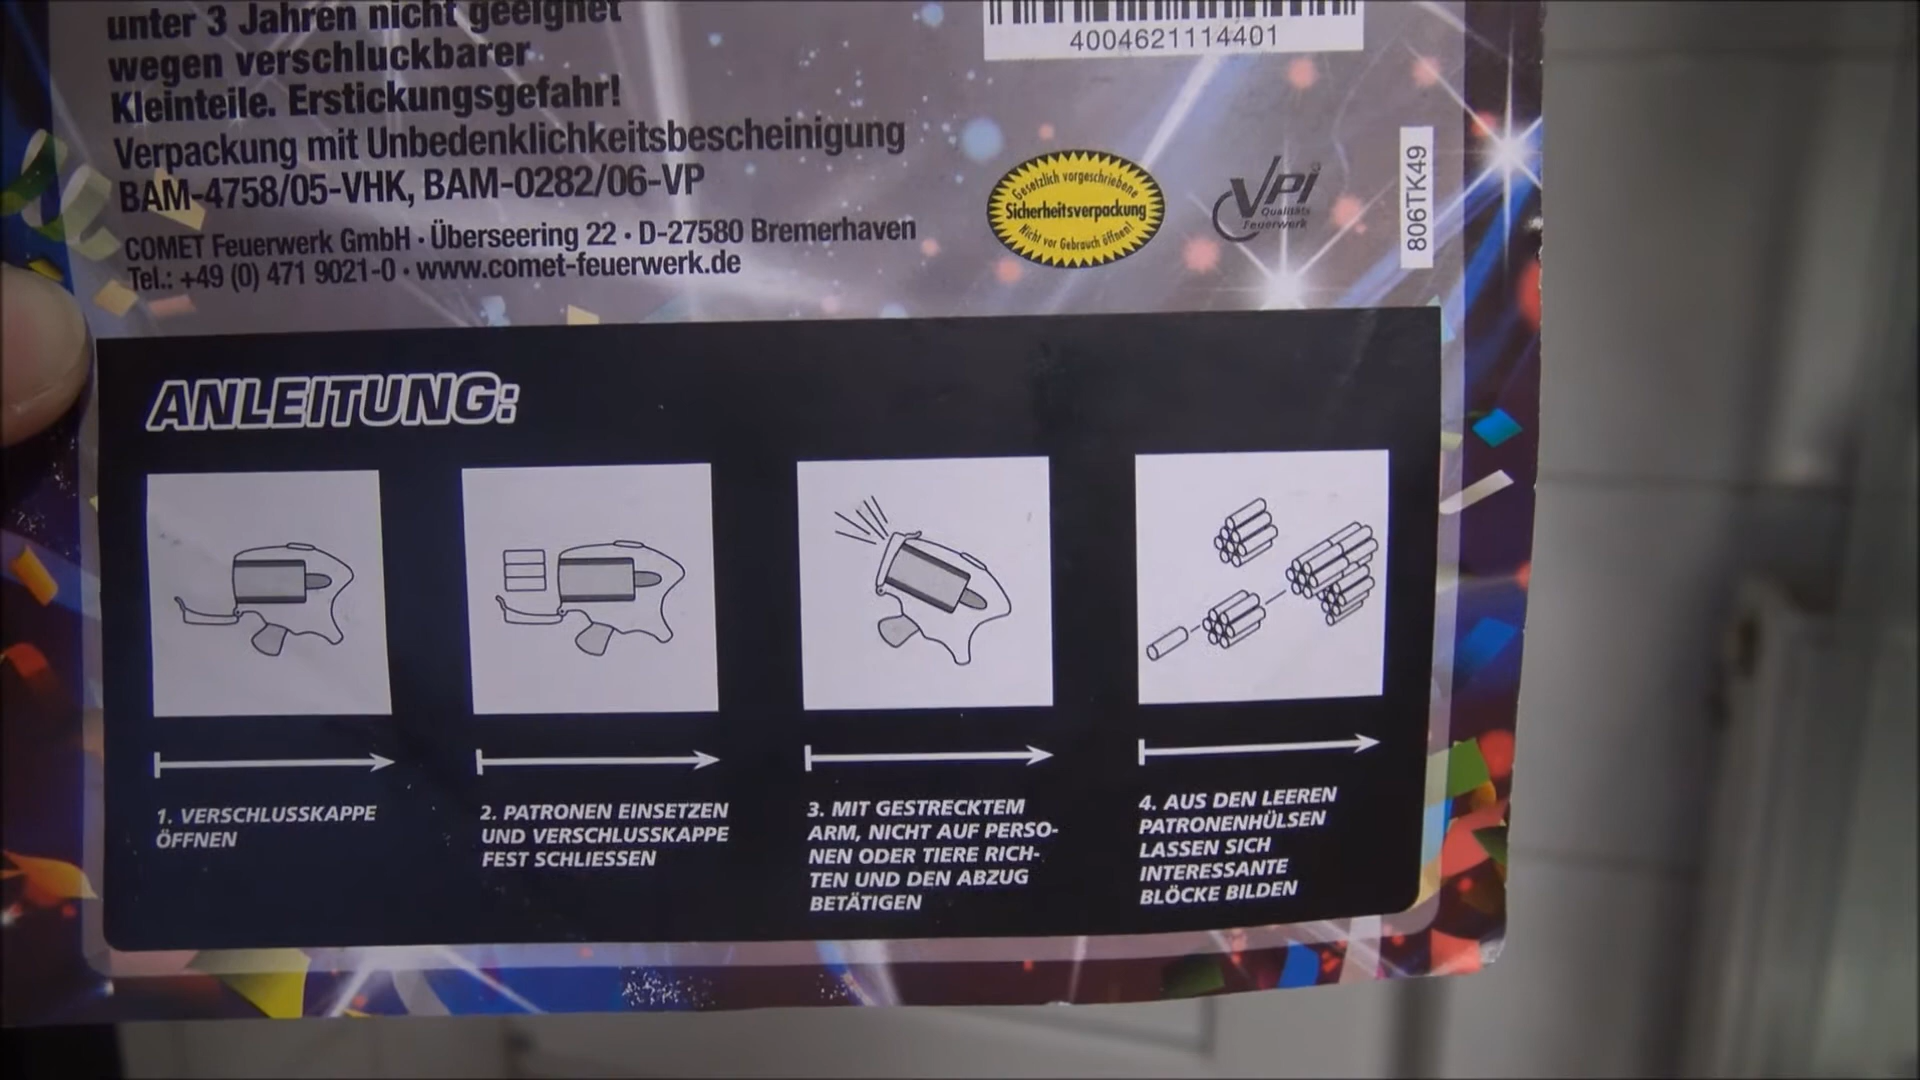 unter 3 Jahren nicht geeignet
wegen verschluckbarer
Kleinteile. Erstickungsgefahr!
Verpackung mit Unbedenklichkeitsbescheinigung
BAM-4758/05-VHK, BAM-0282/06-VP
COMET Feuerwerk GmbH · Überseering 22 · D-27580 Bremerhaven
Tel.: +49 (0) 471 9021-0 · www.comet-feuerwerk.de
4004621114401
Gesetzlich vorgeschriebene
Sicherheitsverpackung
Nicht vor Gebrauch öffnen!
VPI
Qualitäts
Feuerwerk
806TK49
ANLEITUNG:
1. VERSCHLUSSKAPPE
ÖFFNEN
2. PATRONEN EINSETZEN
UND VERSCHLUSSKAPPE
FEST SCHLIESSEN
3. MIT GESTRECKTEM
ARM, NICHT AUF PERSO-
NEN ODER TIERE RICH-
TEN UND DEN ABZUG
BETÄTIGEN
4. AUS DEN LEEREN
PATRONENHÜLSEN
LASSEN SICH
INTERESSANTE
BLÖCKE BILDEN